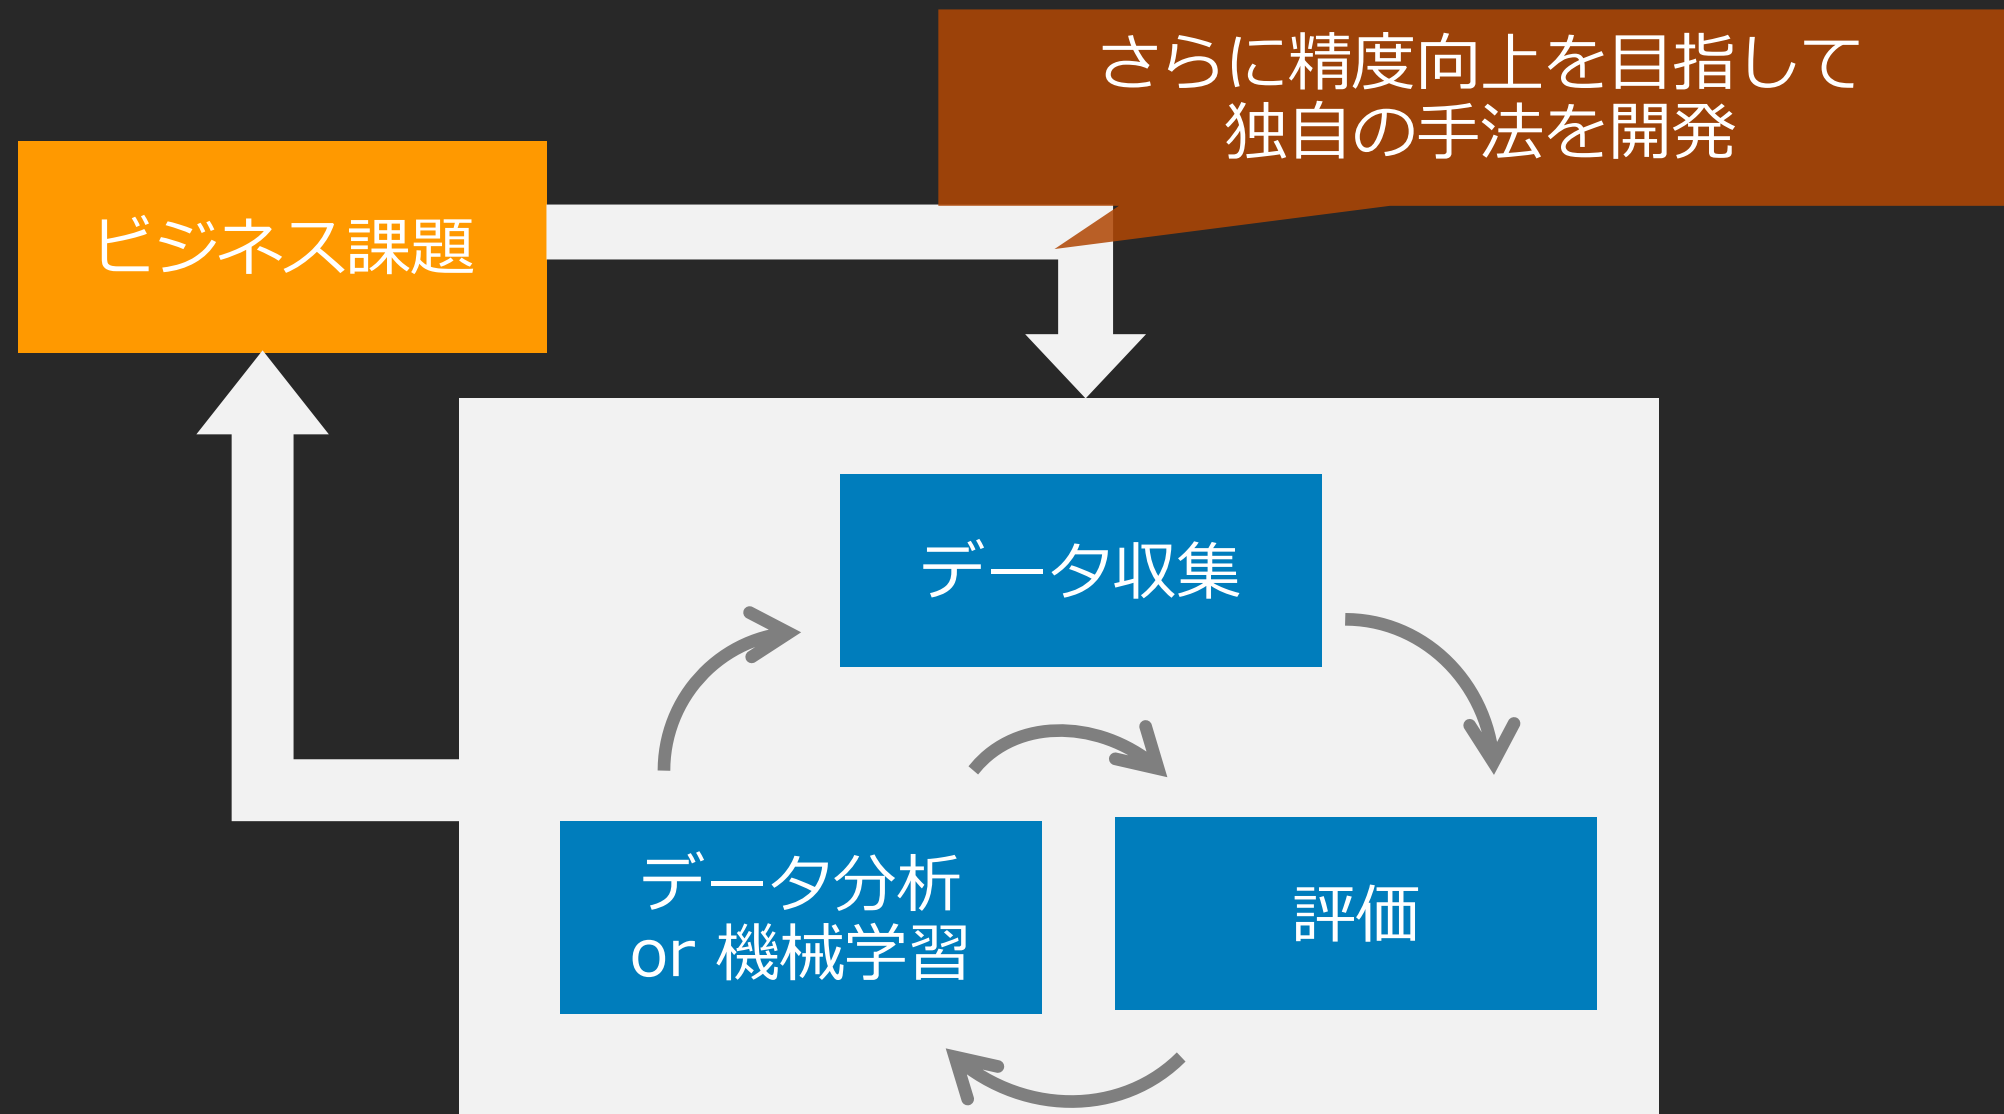 さらに精度向上を目指して
独自の手法を開発
ビジネス課題
データ収集
データ分析
or 機械学習
評価